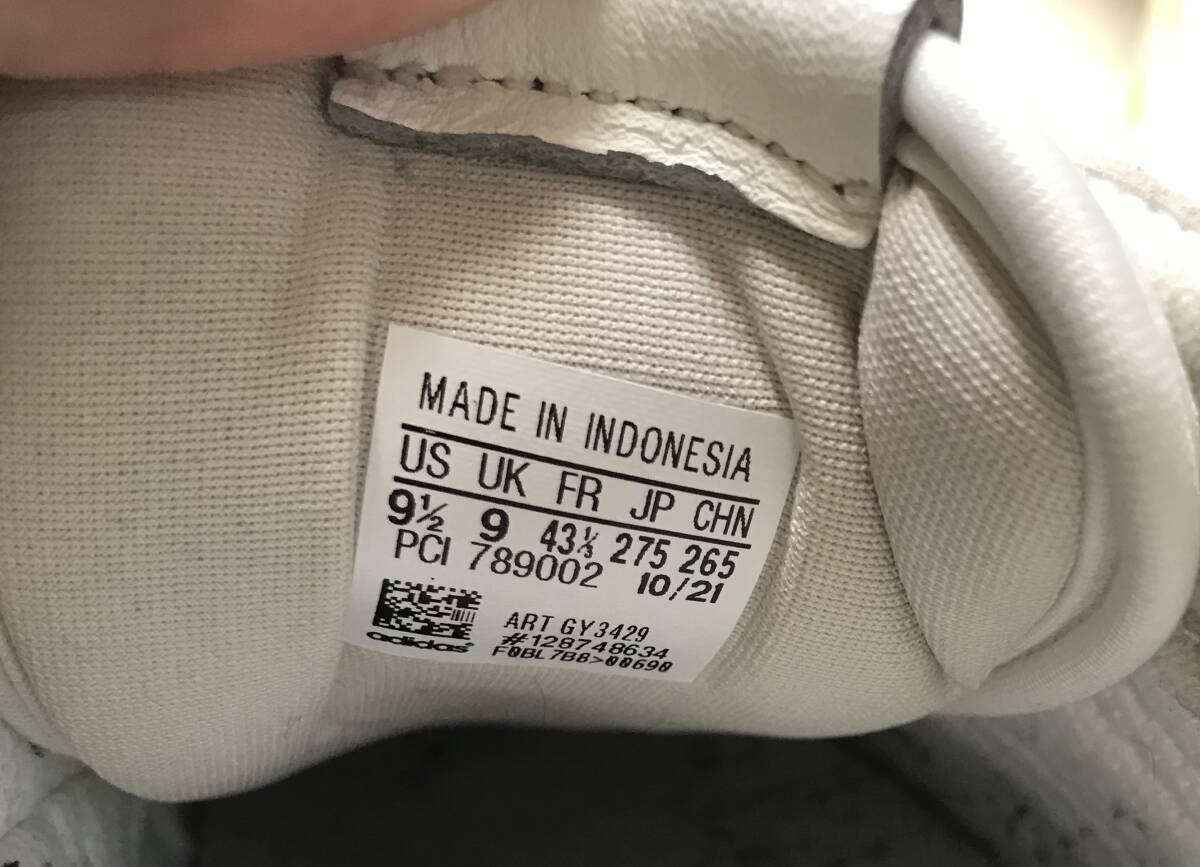 MADE IN INDONESIA
US UK FR JP CHN
9½ 9 43⅓ 275 265
PCI 789002 10/21
ART GY3429
#128748634
F0BL7B8>00690
adidas